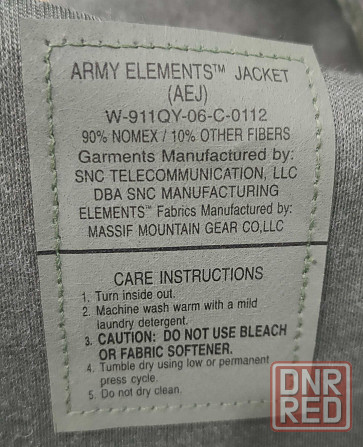 ARMY ELEMENTS™ JACKET
(AEJ)
W-911QY-06-C-0112
90% NOMEX / 10% OTHER FIBERS
Garments Manufactured by:
SNC TELECOMMUNICATION, LLC
DBA SNC MANUFACTURING
ELEMENTS™ Fabrics Manufactured by:
MASSIF MOUNTAIN GEAR CO,LLC
CARE INSTRUCTIONS
1. Turn inside out.
2. Machine wash warm with a mild
laundry detergent.
3. CAUTION: DO NOT USE BLEACH
OR FABRIC SOFTENER.
4. Tumble dry using low or permanent
press cycle.
5. Do not dry clean.
DNR
RED